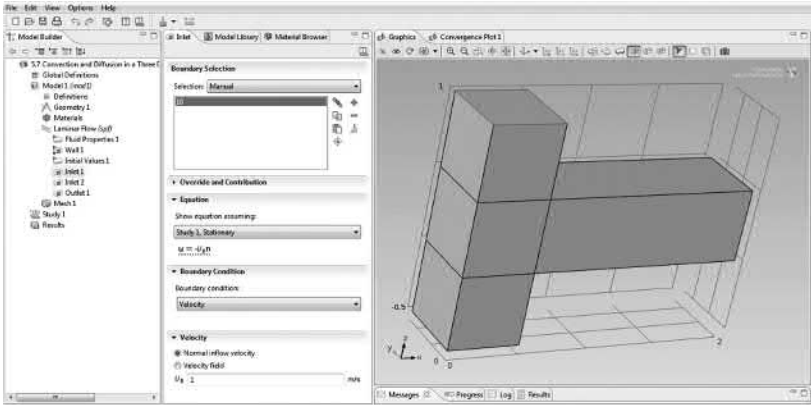 File Edit View Options Help
Model Builder
5.7 Convection and Diffusion in a Three D
Global Definitions
Model 1 (mod1)
Definitions
Geometry 1
Materials
Laminar Flow (spf)
Fluid Properties 1
Wall 1
Initial Values 1
Inlet 1
Inlet 2
Outlet 1
Mesh 1
Study 1
Results
Inlet Model Library Material Browser
Boundary Selection
Selection: Manual
Override and Contribution
Equation
Show equation assuming:
Study 1, Stationary
u = -U₀n
Boundary Condition
Boundary condition:
Velocity
Velocity
Normal inflow velocity
Velocity field
U₀ 1 m/s
Graphics Convergence Plot 1
1
-0.5
0 0
2
y z x
Messages Progress Log Results